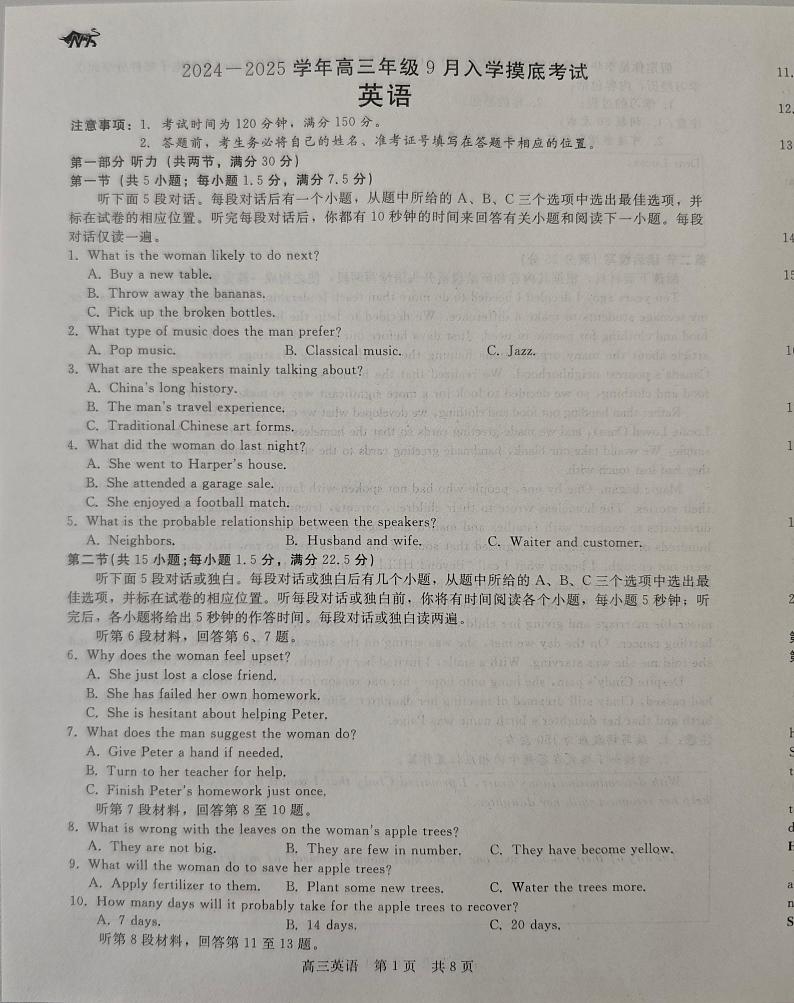 2024—2025 学年高三年级 9 月入学摸底考试
英语
注意事项：1. 考试时间为 120 分钟，满分 150 分。
2. 答题前，考生务必将自己的姓名、准考证号填写在答题卡相应的位置。
第一部分 听力（共两节，满分 30 分）
第一节（共 5 小题；每小题 1.5 分，满分 7.5 分）
听下面 5 段对话。每段对话后有一个小题，从题中所给的 A、B、C 三个选项中选出最佳选项，并
标在试卷的相应位置。听完每段对话后，你都有 10 秒钟的时间来回答有关小题和阅读下一小题。每段
对话仅读一遍。
1. What is the woman likely to do next?
A. Buy a new table.
B. Throw away the bananas.
C. Pick up the broken bottles.
2. What type of music does the man prefer?
A. Pop music. B. Classical music. C. Jazz.
3. What are the speakers mainly talking about?
A. China's long history.
B. The man's travel experience.
C. Traditional Chinese art forms.
4. What did the woman do last night?
A. She went to Harper's house.
B. She attended a garage sale.
C. She enjoyed a football match.
5. What is the probable relationship between the speakers?
A. Neighbors. B. Husband and wife. C. Waiter and customer.
第二节(共 15 小题;每小题 1.5 分，满分 22.5 分)
听下面 5 段对话或独白。每段对话或独白后有几个小题，从题中所给的 A、B、C 三个选项中选出最
佳选项，并标在试卷的相应位置。听每段对话或独白前，你将有时间阅读各个小题，每小题 5 秒钟；听
完后，各小题将给出 5 秒钟的作答时间。每段对话或独白读两遍。
听第 6 段材料，回答第 6、7 题。
6. Why does the woman feel upset?
A. She just lost a close friend.
B. She has failed her own homework.
C. She is hesitant about helping Peter.
7. What does the man suggest the woman do?
A. Give Peter a hand if needed.
B. Turn to her teacher for help.
C. Finish Peter's homework just once.
听第 7 段材料，回答第 8 至 10 题。
8. What is wrong with the leaves on the woman's apple trees?
A. They are not big. B. They are few in number. C. They have become yellow.
9. What will the woman do to save her apple trees?
A. Apply fertilizer to them. B. Plant some new trees. C. Water the trees more.
10. How many days will it probably take for the apple trees to recover?
A. 7 days. B. 14 days. C. 20 days.
听第 8 段材料，回答第 11 至 13 题。
高三英语 第 1 页 共 8 页